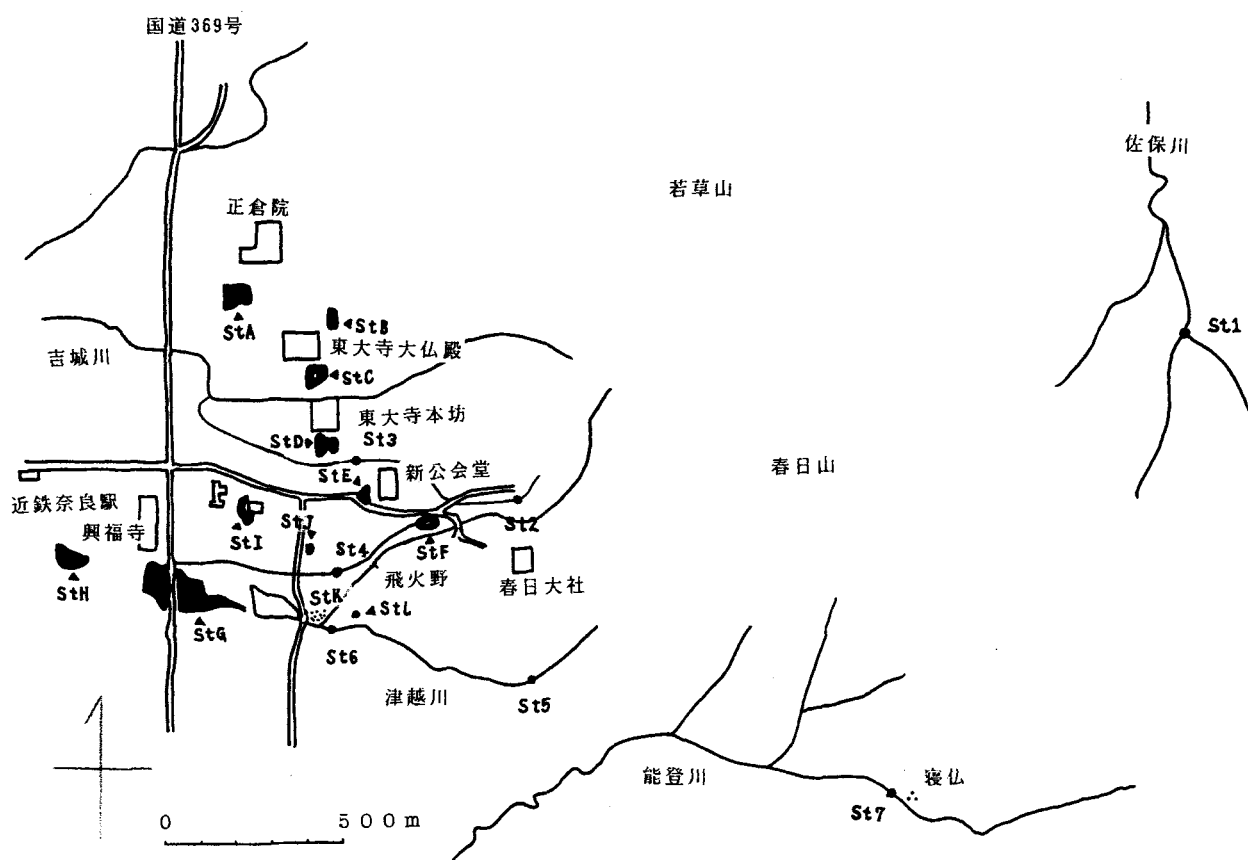 国道369号
佐保川
若草山
正倉院
St1
StA
StB
東大寺大仏殿
吉城川
StC
東大寺本坊
StD
St3
StE
新公会堂
春日山
近鉄奈良駅
興福寺
StI
StJ
St4
StF
St2
飛火野
春日大社
StH
StK
StL
StG
St6
津越川
St5
能登川
寝仏
St7
0 500m